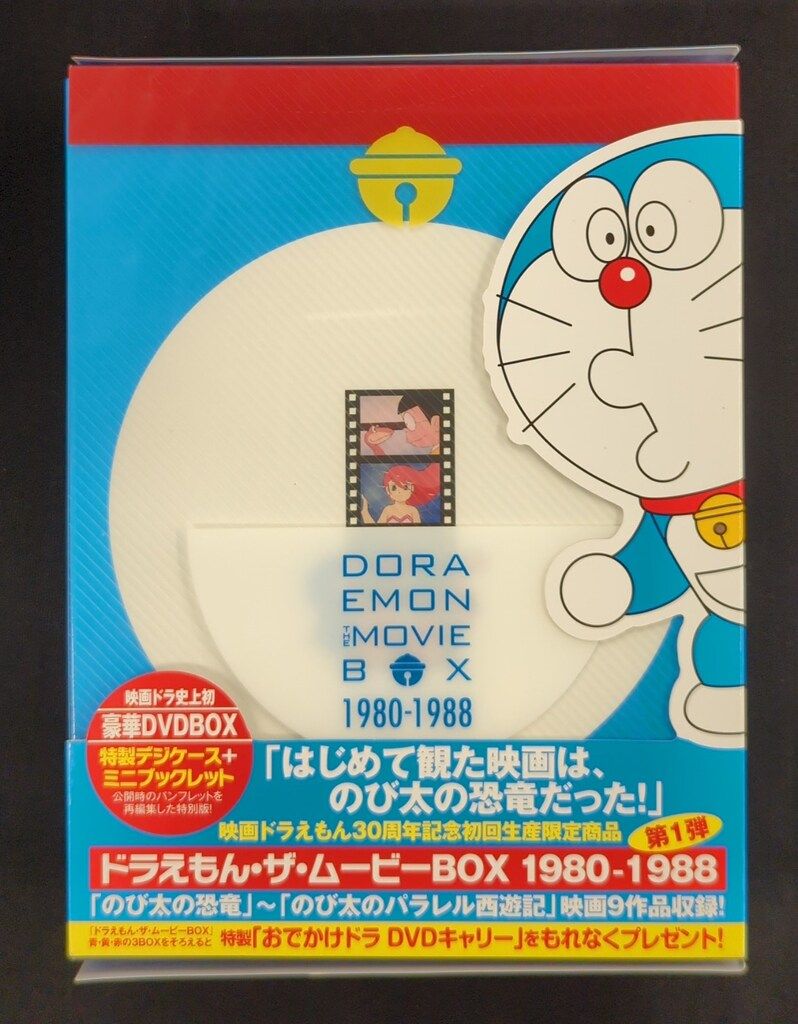 DORA
EMON
THE MOVIE
BOX
1980-1988
映画ドラ史上初
豪華DVDBOX
特製デジケース+
ミニブックレット
公開時のパンフレットを
再編集した特別版!
「はじめて観た映画は、
のび太の恐竜だった!」
映画ドラえもん30周年記念初回生産限定商品
第1弾
ドラえもん・ザ・ムービーBOX 1980-1988
「のび太の恐竜」~「のび太のパラレル西遊記」映画9作品収録!
「ドラえもん・ザ・ムービーBOX」
青・黄・赤の3BOXをそろえると
特製「おでかけドラ DVDキャリー」をもれなくプレゼント!